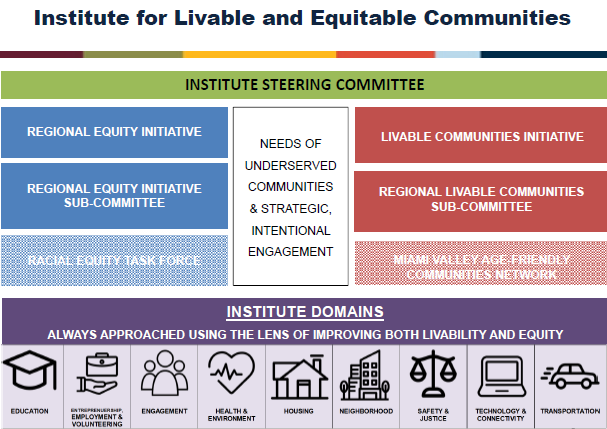 Institute for Livable and Equitable Communities
INSTITUTE STEERING COMMITTEE
REGIONAL EQUITY INITIATIVE
REGIONAL EQUITY INITIATIVE
SUB-COMMITTEE
RACIAL EQUITY TASK FORCE
NEEDS OF
UNDERSERVED
COMMUNITIES
& STRATEGIC,
INTENTIONAL
ENGAGEMENT
LIVABLE COMMUNITIES INITIATIVE
REGIONAL LIVABLE COMMUNITIES
SUB-COMMITTEE
MIAMI VALLEY AGE-FRIENDLY
COMMUNITIES NETWORK
INSTITUTE DOMAINS
ALWAYS APPROACHED USING THE LENS OF IMPROVING BOTH LIVABILITY AND EQUITY
EDUCATION
ENTREPRENEURSHIP,
EMPLOYMENT &
VOLUNTEERING
ENGAGEMENT
HEALTH &
ENVIRONMENT
HOUSING
NEIGHBORHOOD
SAFETY &
JUSTICE
TECHNOLOGY &
CONNECTIVITY
TRANSPORTATION